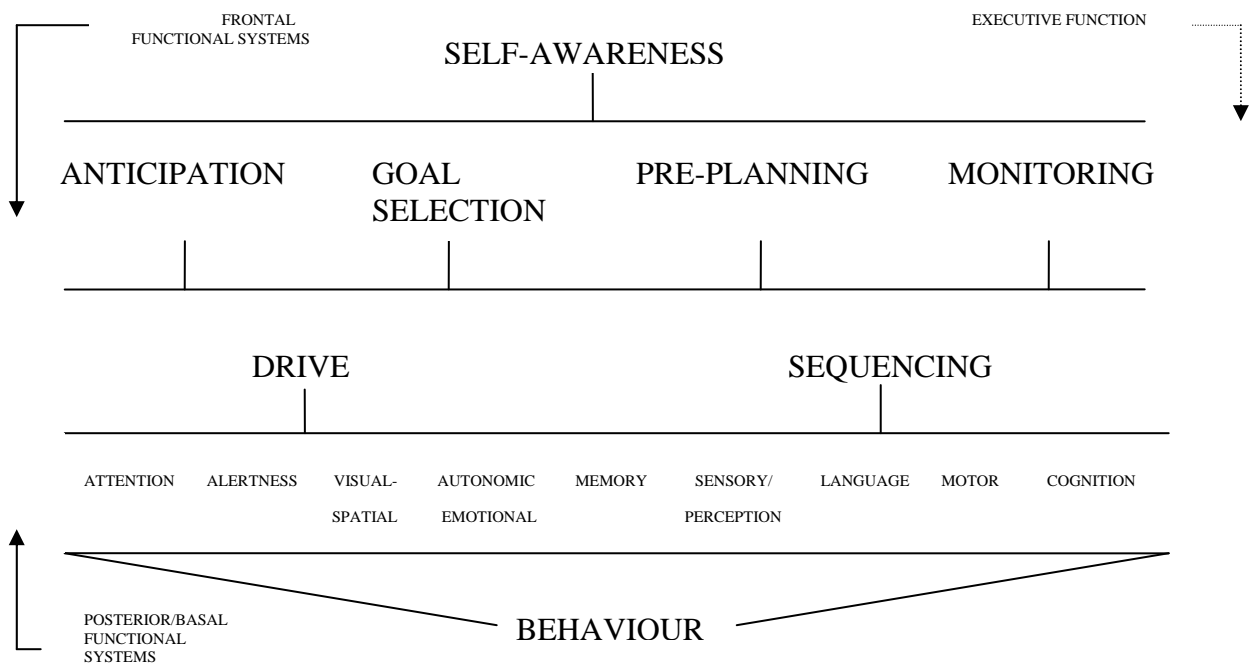 FRONTAL
FUNCTIONAL SYSTEMS
EXECUTIVE FUNCTION
SELF-AWARENESS
ANTICIPATION
GOAL
SELECTION
PRE-PLANNING
MONITORING
DRIVE
SEQUENCING
ATTENTION
ALERTNESS
VISUAL-
SPATIAL
AUTONOMIC
EMOTIONAL
MEMORY
SENSORY/
PERCEPTION
LANGUAGE
MOTOR
COGNITION
POSTERIOR/BASAL
FUNCTIONAL
SYSTEMS
BEHAVIOUR